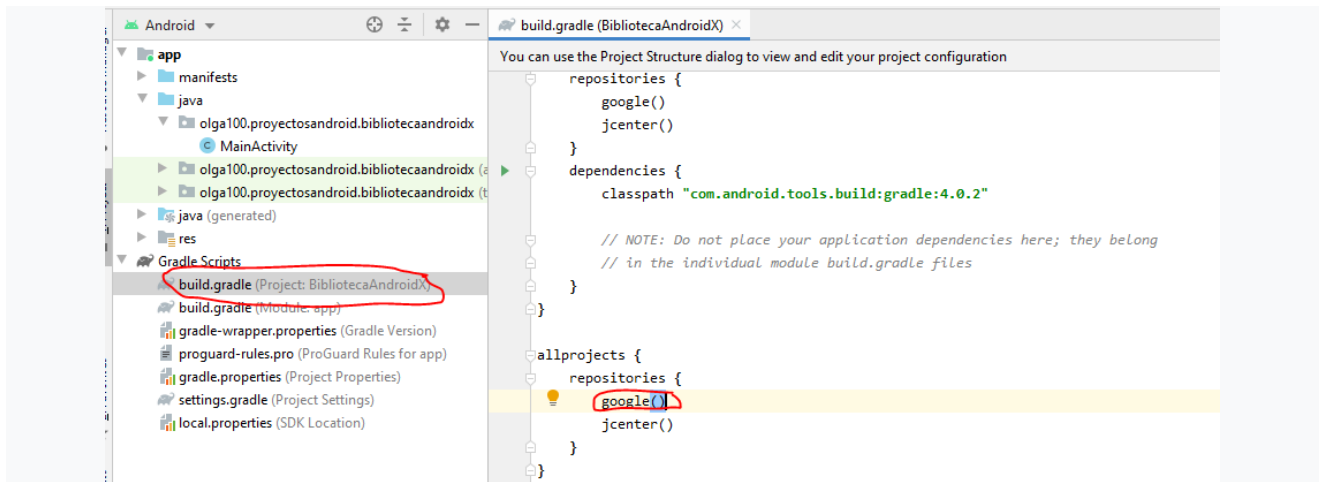 Android
app
manifests
java
olga100.proyectosandroid.bibliotecaandroidx
MainActivity
olga100.proyectosandroid.bibliotecaandroidx (a
olga100.proyectosandroid.bibliotecaandroidx (t
java (generated)
res
Gradle Scripts
build.gradle (Project: BibliotecaAndroidX)
build.gradle (Module: app)
gradle-wrapper.properties (Gradle Version)
proguard-rules.pro (ProGuard Rules for app)
gradle.properties (Project Properties)
settings.gradle (Project Settings)
local.properties (SDK Location)
build.gradle (BibliotecaAndroidX)
You can use the Project Structure dialog to view and edit your project configuration
repositories {
google()
jcenter()
}
dependencies {
classpath "com.android.tools.build:gradle:4.0.2"
// NOTE: Do not place your application dependencies here; they belong
// in the individual module build.gradle files
}
}
allprojects {
repositories {
google()
jcenter()
}
}